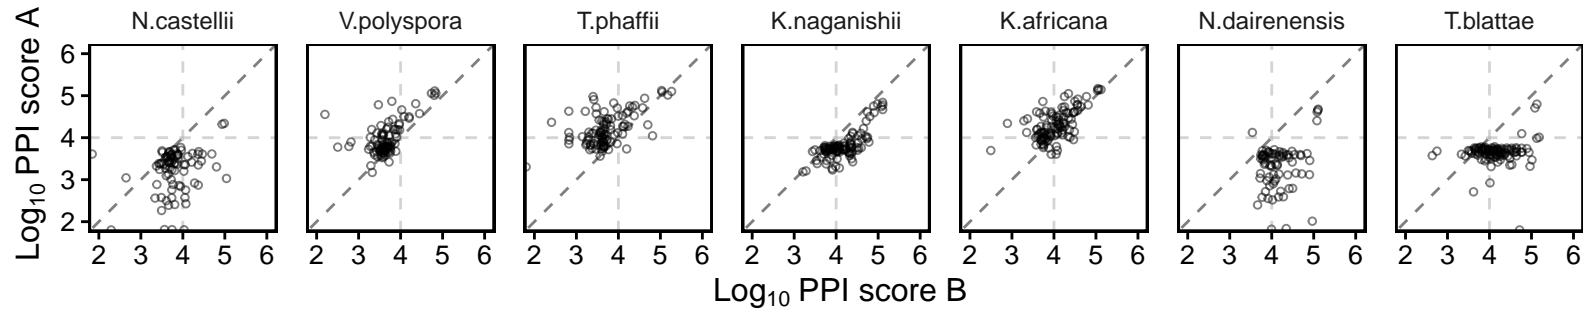 N.castellii V.polyspora T.phaffii K.naganishii K.africana N.dairenensis T.blattae
Log₁₀ PPI score A
6
5
4
3
2
2 3 4 5 6 2 3 4 5 6 2 3 4 5 6 2 3 4 5 6 2 3 4 5 6 2 3 4 5 6 2 3 4 5 6
Log₁₀ PPI score B